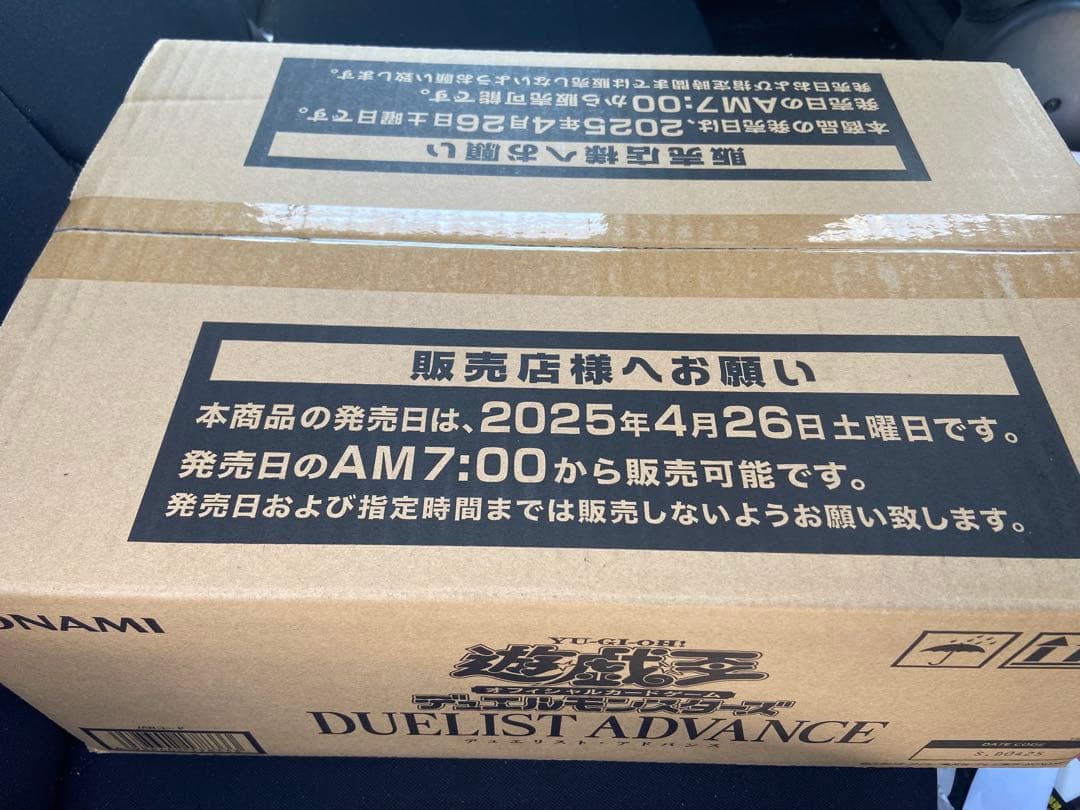 販売店様へお願い
本商品の発売日は、2025年4月26日土曜日です。
発売日のAM7:00から販売可能です。
発売日および指定時間までは販売しないようお願い致します。
販売店様へお願い
本商品の発売日は、2025年4月26日土曜日です。
発売日のAM7:00から販売可能です。
発売日および指定時間までは販売しないようお願い致します。
ONAMI
YU-GI-OH!
遊戯王
オフィシャルカードゲーム
デュエルモンスターズ
DUELIST ADVANCE
デュエリスト・アドバンス
DATE CODE